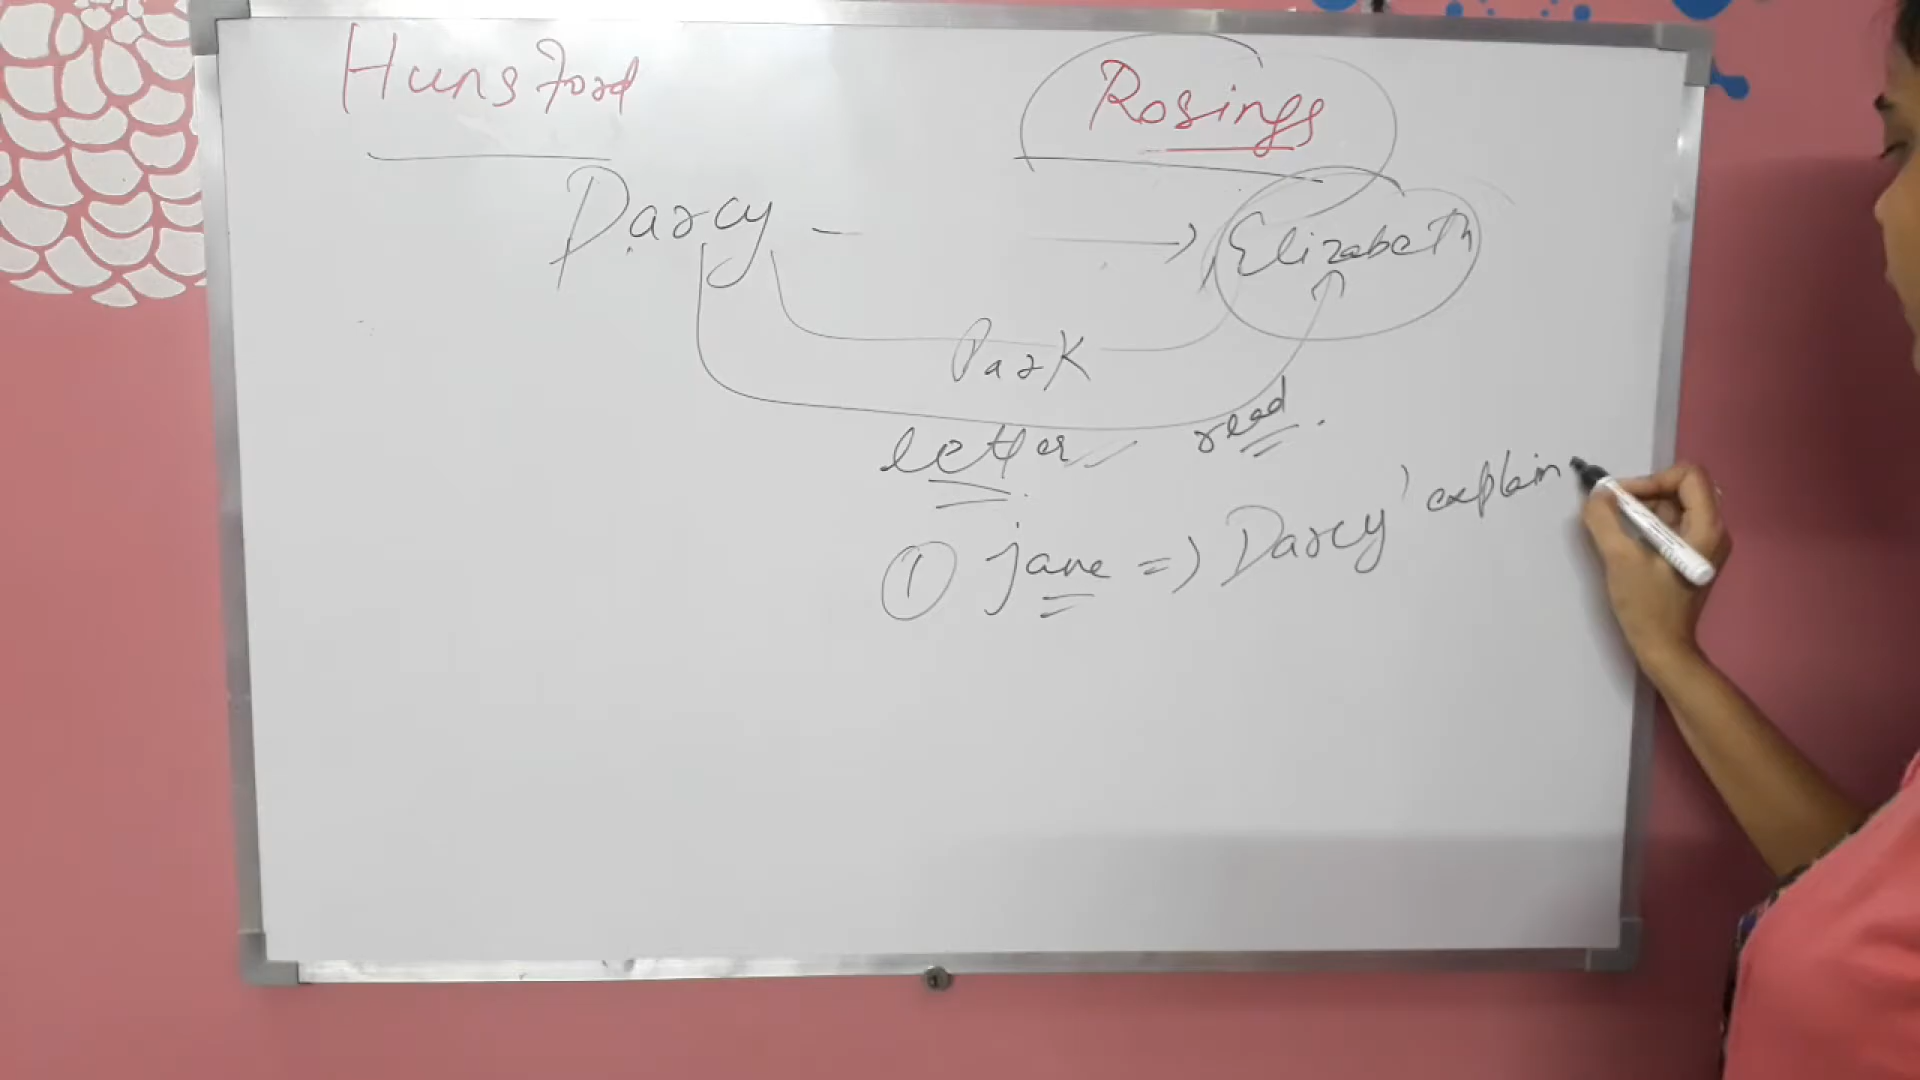 Hunsford
Rosings
Darcy → Elizabeth
Park
letter read.
① jane => Darcy' explain